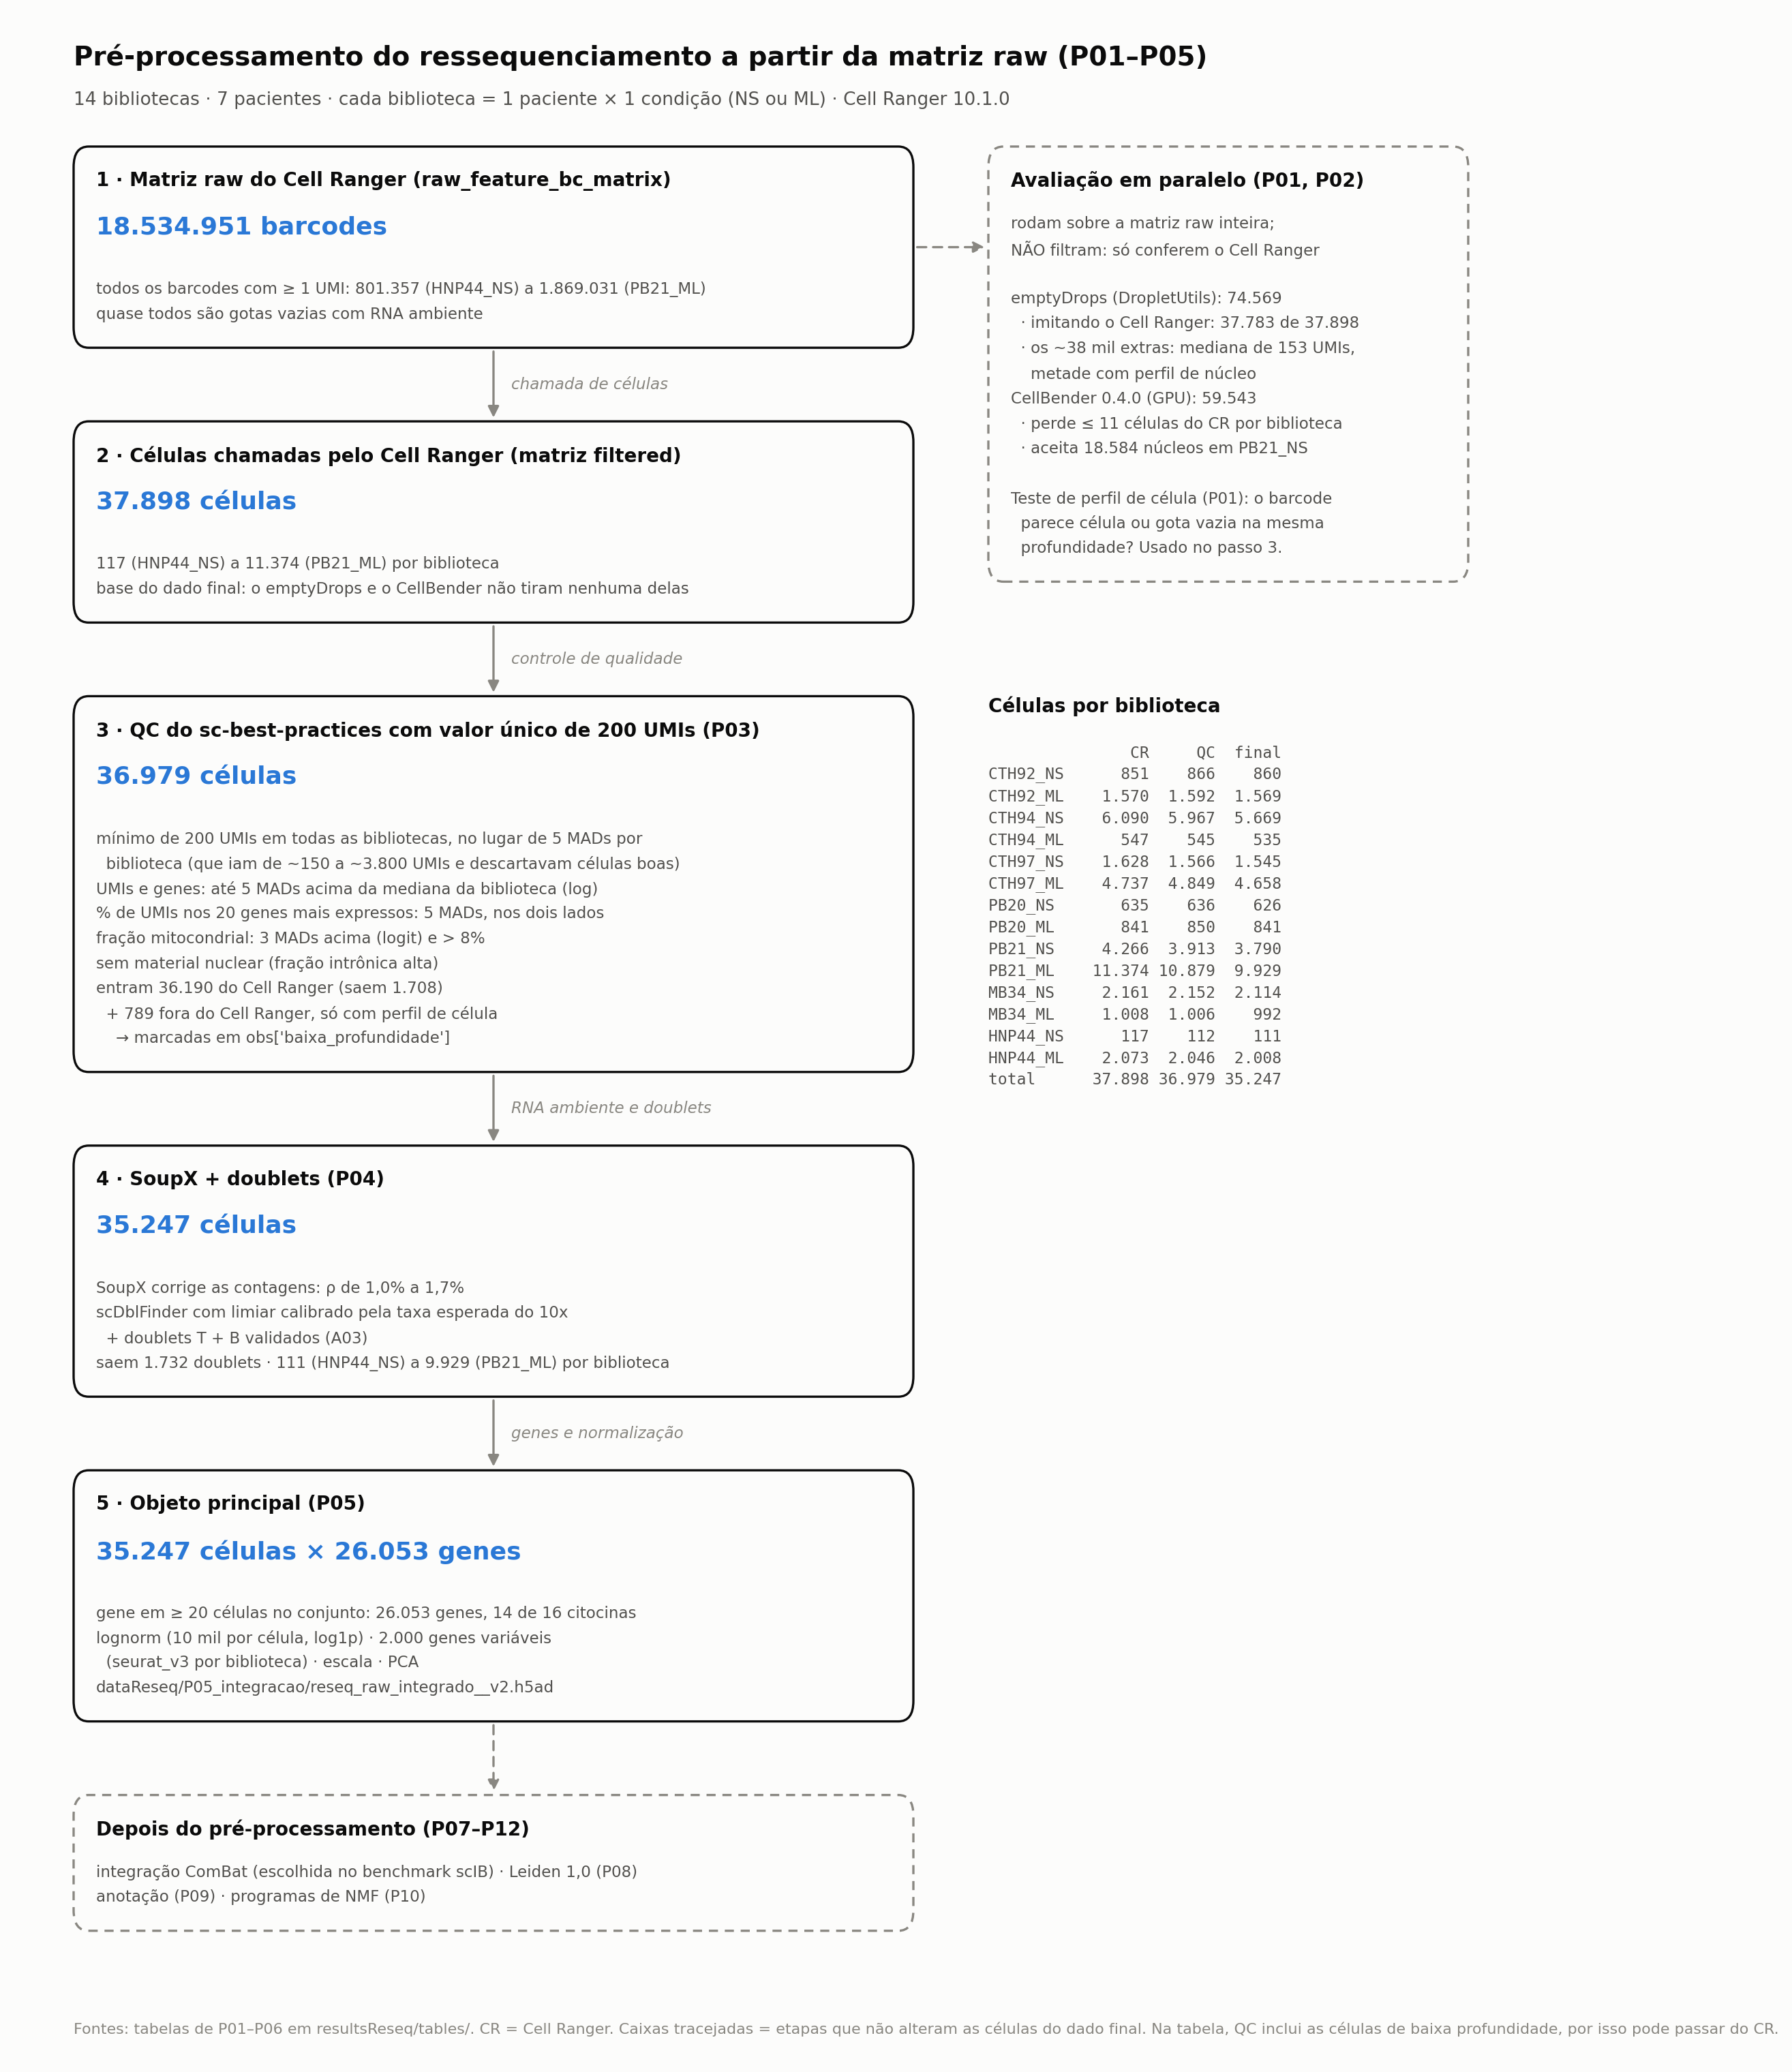 Pré-processamento do ressequenciamento a partir da matriz raw (P01–P05)
14 bibliotecas · 7 pacientes · cada biblioteca = 1 paciente × 1 condição (NS ou ML) · Cell Ranger 10.1.0
1 · Matriz raw do Cell Ranger (raw_feature_bc_matrix)
18.534.951 barcodes
todos os barcodes com ≥ 1 UMI: 801.357 (HNP44_NS) a 1.869.031 (PB21_ML)
quase todos são gotas vazias com RNA ambiente
Avaliação em paralelo (P01, P02)
rodam sobre a matriz raw inteira;
NÃO filtram: só conferem o Cell Ranger
emptyDrops (DropletUtils): 74.569
· imitando o Cell Ranger: 37.783 de 37.898
· os ~38 mil extras: mediana de 153 UMIs,
metade com perfil de núcleo
CellBender 0.4.0 (GPU): 59.543
· perde ≤ 11 células do CR por biblioteca
· aceita 18.584 núcleos em PB21_NS
Teste de perfil de célula (P01): o barcode
parece célula ou gota vazia na mesma
profundidade? Usado no passo 3.
chamada de células
2 · Células chamadas pelo Cell Ranger (matriz filtered)
37.898 células
117 (HNP44_NS) a 11.374 (PB21_ML) por biblioteca
base do dado final: o emptyDrops e o CellBender não tiram nenhuma delas
controle de qualidade
3 · QC do sc-best-practices com valor único de 200 UMIs (P03)
36.979 células
mínimo de 200 UMIs em todas as bibliotecas, no lugar de 5 MADs por
biblioteca (que iam de ~150 a ~3.800 UMIs e descartavam células boas)
UMIs e genes: até 5 MADs acima da mediana da biblioteca (log)
% de UMIs nos 20 genes mais expressos: 5 MADs, nos dois lados
fração mitocondrial: 3 MADs acima (logit) e > 8%
sem material nuclear (fração intrônica alta)
entram 36.190 do Cell Ranger (saem 1.708)
+ 789 fora do Cell Ranger, só com perfil de célula
→ marcadas em obs['baixa_profundidade']
Células por biblioteca
CR QC final
CTH92_NS 851 866 860
CTH92_ML 1.570 1.592 1.569
CTH94_NS 6.090 5.967 5.669
CTH94_ML 547 545 535
CTH97_NS 1.628 1.566 1.545
CTH97_ML 4.737 4.849 4.658
PB20_NS 635 636 626
PB20_ML 841 850 841
PB21_NS 4.266 3.913 3.790
PB21_ML 11.374 10.879 9.929
MB34_NS 2.161 2.152 2.114
MB34_ML 1.008 1.006 992
HNP44_NS 117 112 111
HNP44_ML 2.073 2.046 2.008
total 37.898 36.979 35.247
RNA ambiente e doublets
4 · SoupX + doublets (P04)
35.247 células
SoupX corrige as contagens: ρ de 1,0% a 1,7%
scDblFinder com limiar calibrado pela taxa esperada do 10x
+ doublets T + B validados (A03)
saem 1.732 doublets · 111 (HNP44_NS) a 9.929 (PB21_ML) por biblioteca
genes e normalização
5 · Objeto principal (P05)
35.247 células × 26.053 genes
gene em ≥ 20 células no conjunto: 26.053 genes, 14 de 16 citocinas
lognorm (10 mil por célula, log1p) · 2.000 genes variáveis
(seurat_v3 por biblioteca) · escala · PCA
dataReseq/P05_integracao/reseq_raw_integrado__v2.h5ad
Depois do pré-processamento (P07–P12)
integração ComBat (escolhida no benchmark scIB) · Leiden 1,0 (P08)
anotação (P09) · programas de NMF (P10)
Fontes: tabelas de P01–P06 em resultsReseq/tables/. CR = Cell Ranger. Caixas tracejadas = etapas que não alteram as células do dado final. Na tabela, QC inclui as células de baixa profundidade, por isso pode passar do CR.